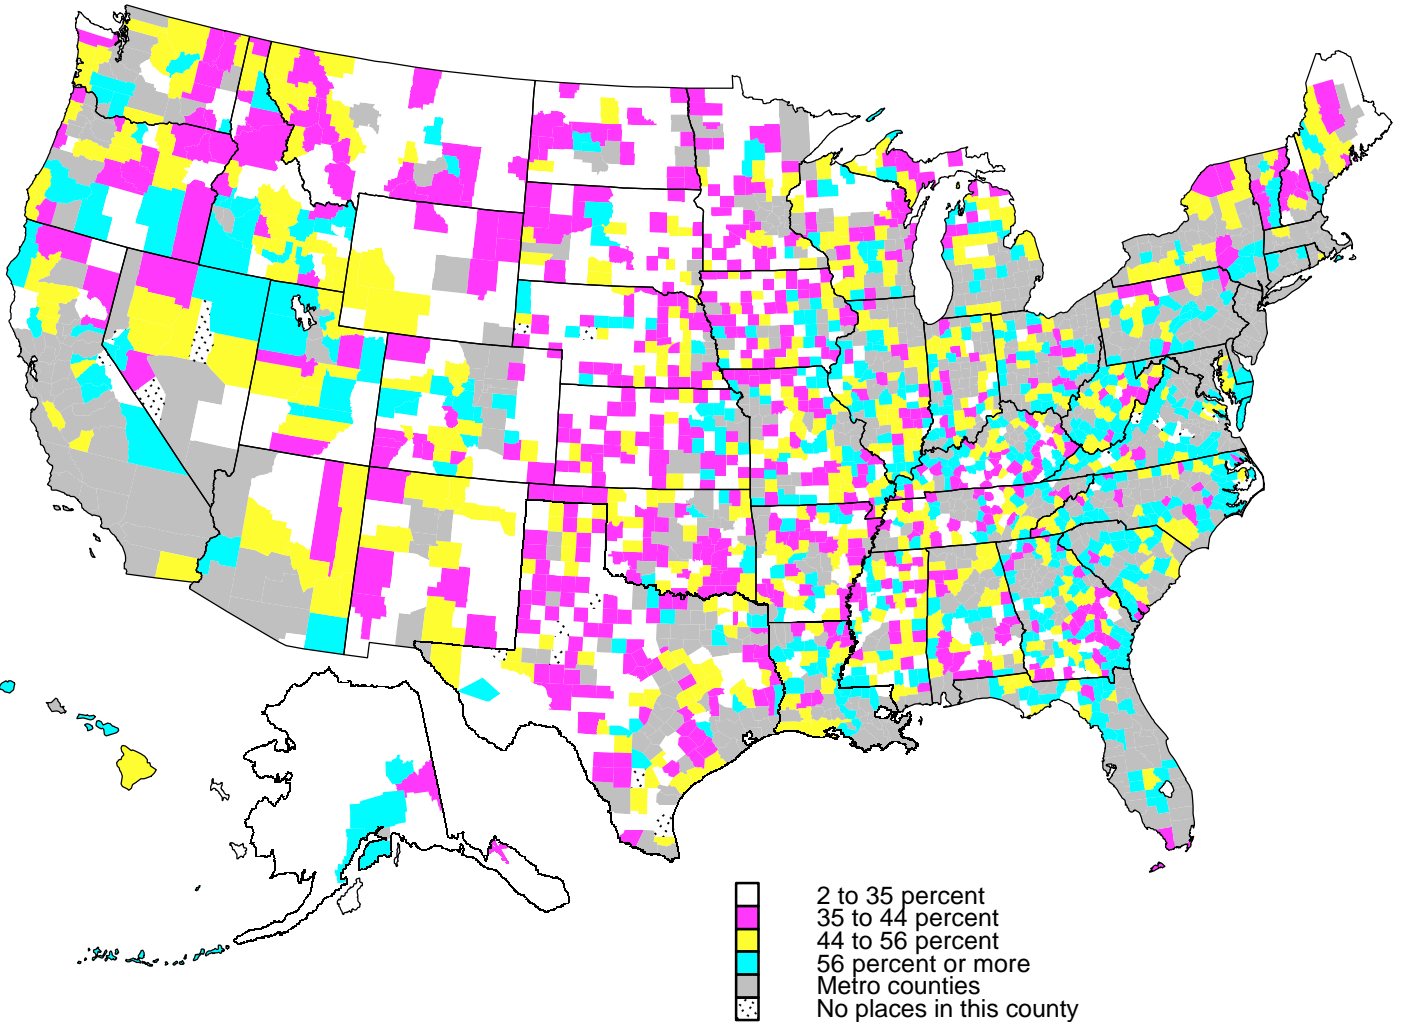 2 to 35 percent
35 to 44 percent
44 to 56 percent
56 percent or more
Metro counties
No places in this county